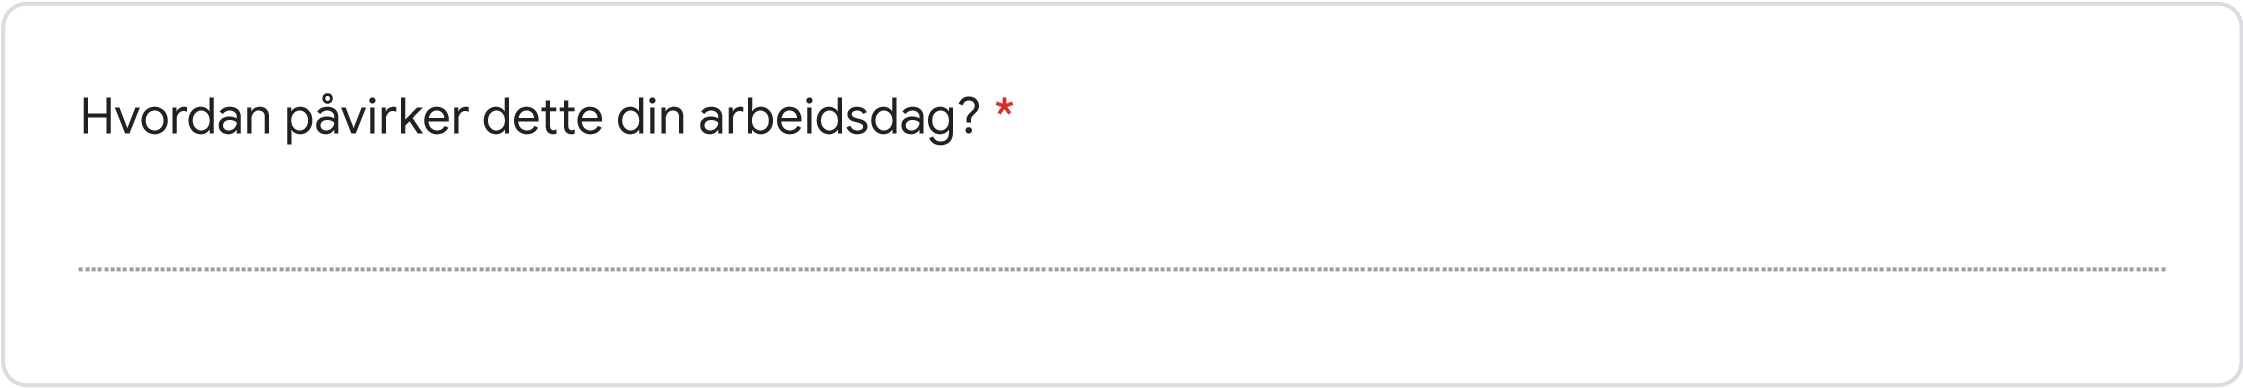 Hvordan påvirker dette din arbeidsdag? *